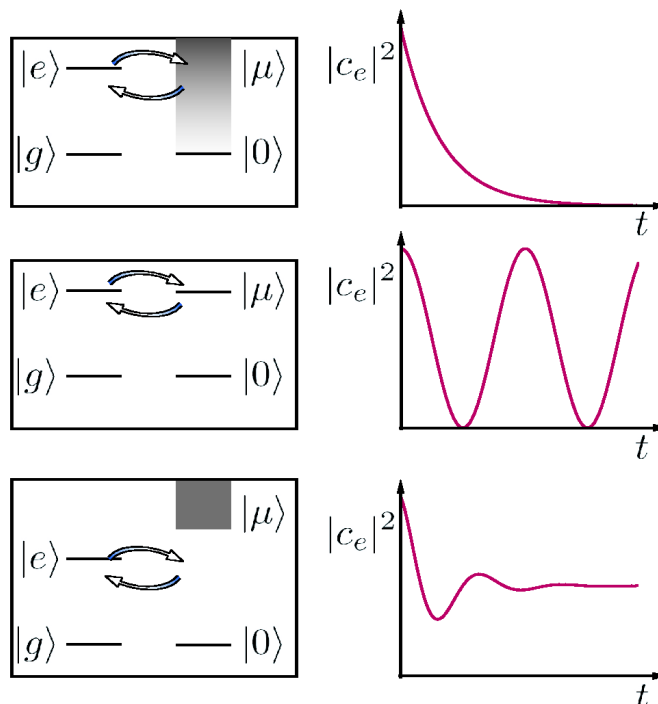 |e⟩ |μ⟩ |c_e|^2
|g⟩ |0⟩
t
|e⟩ |μ⟩ |c_e|^2
|g⟩ |0⟩
t
|μ⟩ |c_e|^2
|e⟩
|g⟩ |0⟩
t